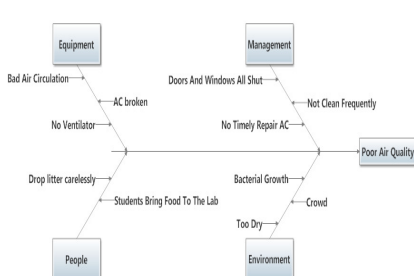 Equipment
Management
Bad Air Circulation
Doors And Windows All Shut
AC broken
Not Clean Frequently
No Ventilator
No Timely Repair AC
Poor Air Quality
Drop litter carelessly
Bacterial Growth
Students Bring Food To The Lab
Crowd
Too Dry
People
Environment